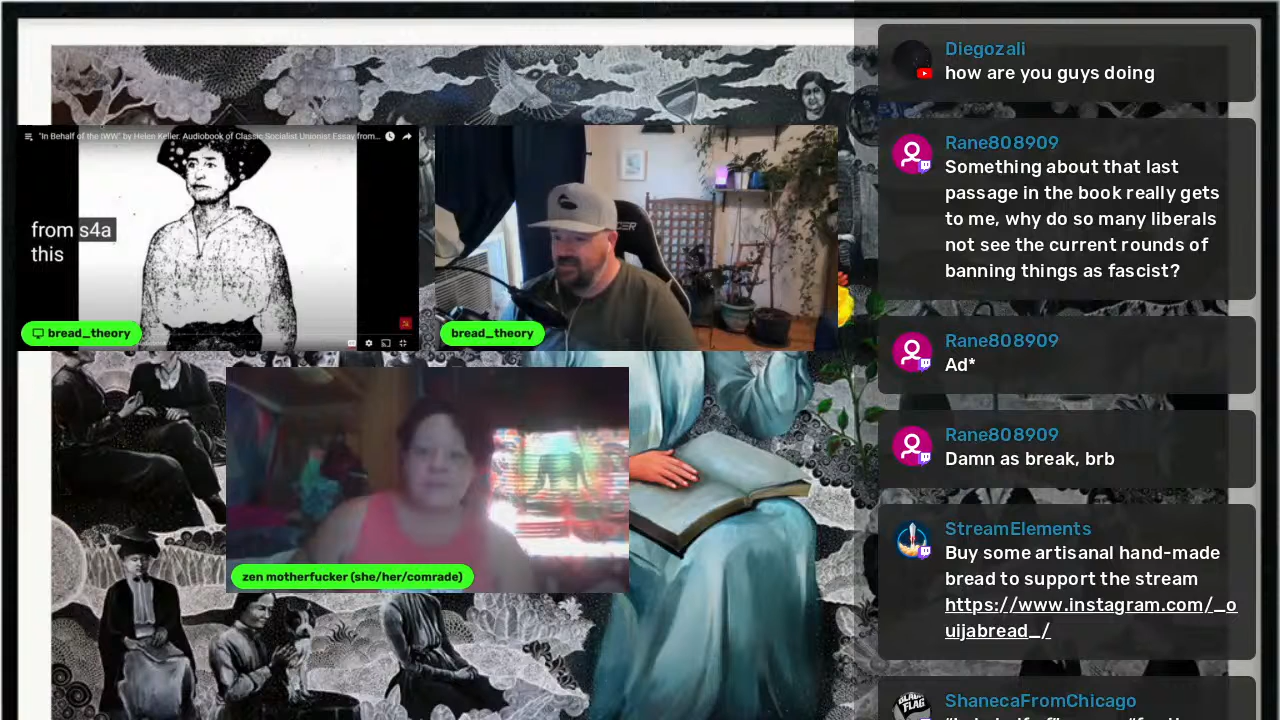 "In Behalf of the IWW" by Helen Keller. Audiobook of Classic Socialist Unionist Essay from...
from s4a
this
bread_theory
bread_theory
zen motherfucker (she/her/comrade)
Diegozali
how are you guys doing
Rane808909
Something about that last
passage in the book really gets
to me, why do so many liberals
not see the current rounds of
banning things as fascist?
Rane808909
Ad*
Rane808909
Damn as break, brb
StreamElements
Buy some artisanal hand-made
bread to support the stream
https://www.instagram.com/_o
uijabread_/
ShanecaFromChicago